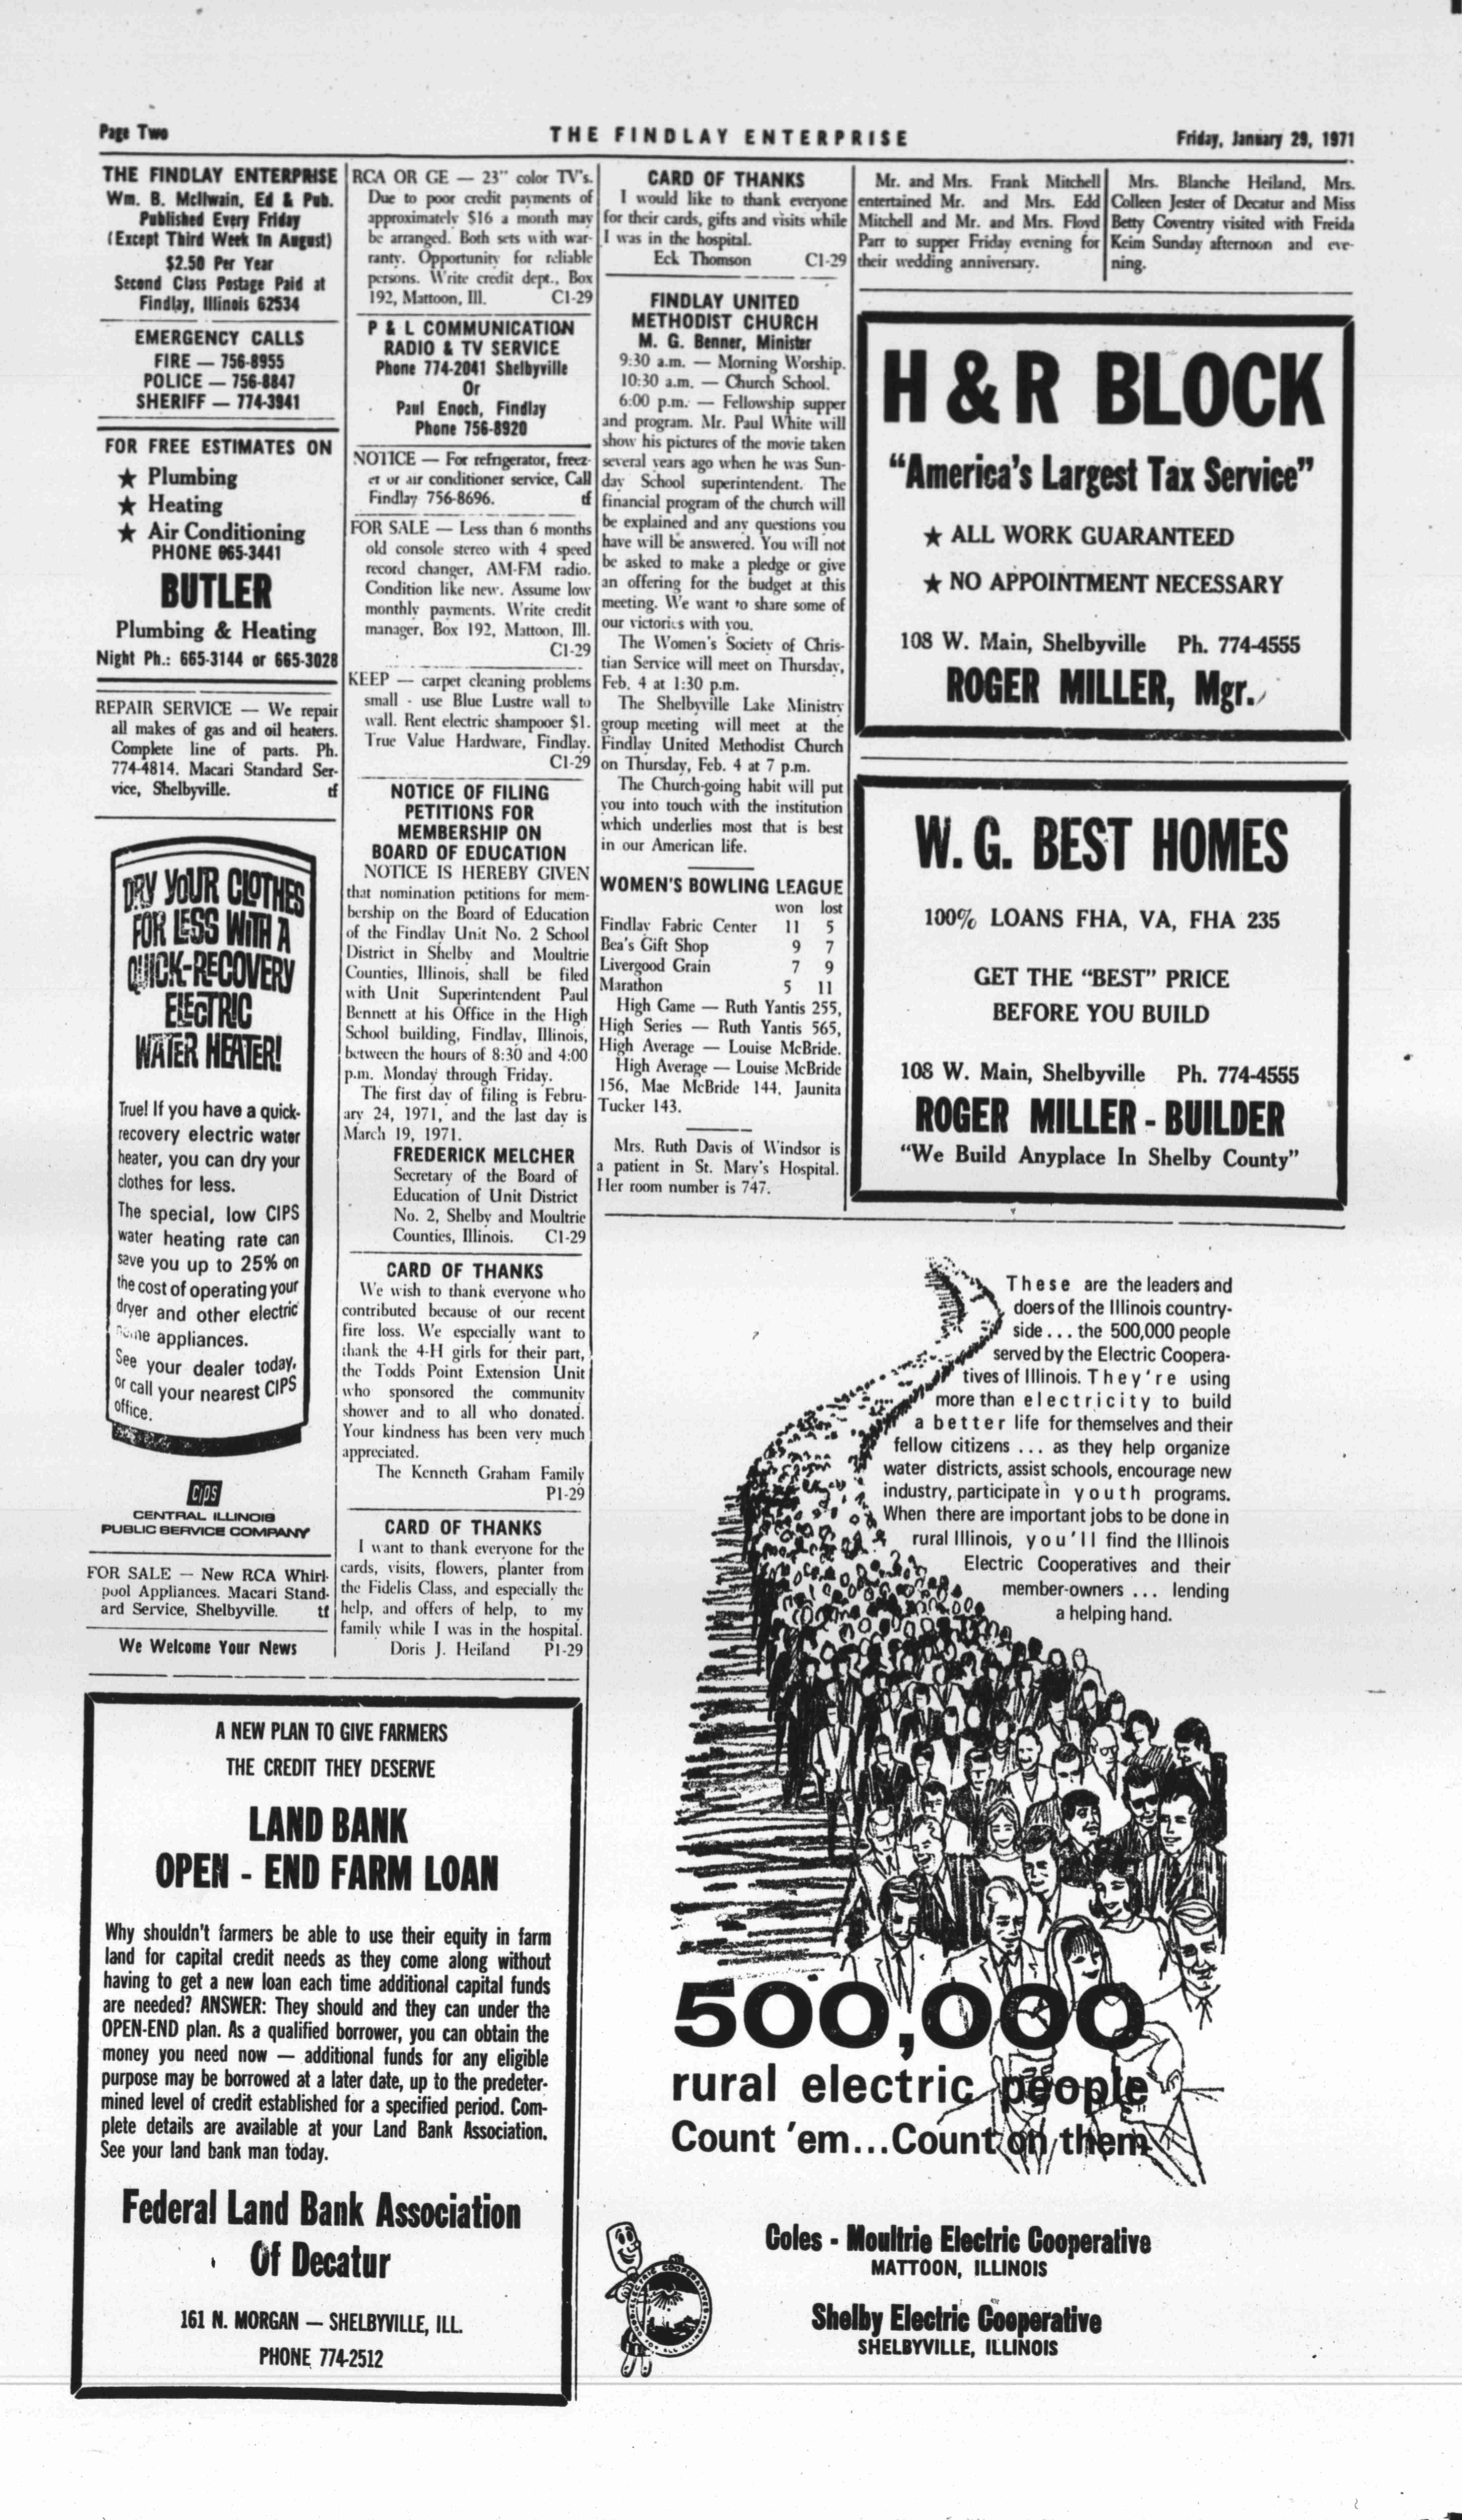 Page Two
THE FINDLAY ENTERPRISE
Friday, January 29, 1971
THE FINDLAY ENTERPRISE
Wm. B. McIlwain, Ed & Pub.
Published Every Friday
(Except Third Week in August)
$2.50 Per Year
Second Class Postage Paid at
Findlay, Illinois 62534
EMERGENCY CALLS
FIRE — 756-8955
POLICE — 756-8847
SHERIFF — 774-3941
FOR FREE ESTIMATES ON
★ Plumbing
★ Heating
★ Air Conditioning
PHONE 665-3441
BUTLER
Plumbing & Heating
Night Ph.: 665-3144 or 665-3028
REPAIR SERVICE — We repair
all makes of gas and oil heaters.
Complete line of parts. Ph.
774-4814. Macari Standard Ser-
vice, Shelbyville. tf
DRY YOUR CLOTHES
FOR LESS WITH A
QUICK-RECOVERY
ELECTRIC
WATER HEATER!
True! If you have a quick-
recovery electric water
heater, you can dry your
clothes for less.
The special, low CIPS
water heating rate can
save you up to 25% on
the cost of operating your
dryer and other electric
home appliances.
See your dealer today,
or call your nearest CIPS
office.
CIPS
CENTRAL ILLINOIS
PUBLIC SERVICE COMPANY
FOR SALE — New RCA Whirl-
pool Appliances. Macari Stand-
ard Service, Shelbyville. tf
We Welcome Your News
RCA OR GE — 23" color TV's.
Due to poor credit payments of
approximately $16 a month may
be arranged. Both sets with war-
ranty. Opportunity for reliable
persons. Write credit dept., Box
192, Mattoon, Ill. C1-29
P & L COMMUNICATION
RADIO & TV SERVICE
Phone 774-2041 Shelbyville
Or
Paul Enoch, Findlay
Phone 756-8920
NOTICE — For refrigerator, freez-
er or air conditioner service, Call
Findlay 756-8696. tf
FOR SALE — Less than 6 months
old console stereo with 4 speed
record changer, AM-FM radio.
Condition like new. Assume low
monthly payments. Write credit
manager, Box 192, Mattoon, Ill.
C1-29
KEEP — carpet cleaning problems
small - use Blue Lustre wall to
wall. Rent electric shampooer $1.
True Value Hardware, Findlay.
C1-29
NOTICE OF FILING
PETITIONS FOR
MEMBERSHIP ON
BOARD OF EDUCATION
NOTICE IS HEREBY GIVEN
that nomination petitions for mem-
bership on the Board of Education
of the Findlay Unit No. 2 School
District in Shelby and Moultrie
Counties, Illinois, shall be filed
with Unit Superintendent Paul
Bennett at his Office in the High
School building, Findlay, Illinois,
between the hours of 8:30 and 4:00
p.m. Monday through Friday.
The first day of filing is Febru-
ary 24, 1971, and the last day is
March 19, 1971.
FREDERICK MELCHER
Secretary of the Board of
Education of Unit District
No. 2, Shelby and Moultrie
Counties, Illinois. C1-29
CARD OF THANKS
We wish to thank everyone who
contributed because of our recent
fire loss. We especially want to
thank the 4-H girls for their part,
the Todds Point Extension Unit
who sponsored the community
shower and to all who donated.
Your kindness has been very much
appreciated.
The Kenneth Graham Family
P1-29
CARD OF THANKS
I want to thank everyone for the
cards, visits, flowers, planter from
the Fidelis Class, and especially the
help, and offers of help, to my
family while I was in the hospital.
Doris J. Heiland P1-29
CARD OF THANKS
I would like to thank everyone
for their cards, gifts and visits while
I was in the hospital.
Eck Thomson C1-29
FINDLAY UNITED
METHODIST CHURCH
M. G. Benner, Minister
9:30 a.m. — Morning Worship.
10:30 a.m. — Church School.
6:00 p.m. — Fellowship supper
and program. Mr. Paul White will
show his pictures of the movie taken
several years ago when he was Sun-
day School superintendent. The
financial program of the church will
be explained and any questions you
have will be answered. You will not
be asked to make a pledge or give
an offering for the budget at this
meeting. We want to share some of
our victories with you.
The Women's Society of Chris-
tian Service will meet on Thursday,
Feb. 4 at 1:30 p.m.
The Shelbyville Lake Ministry
group meeting will meet at the
Findlay United Methodist Church
on Thursday, Feb. 4 at 7 p.m.
The Church-going habit will put
you into touch with the institution
which underlies most that is best
in our American life.
WOMEN'S BOWLING LEAGUE
won lost
Findlay Fabric Center 11 5
Bea's Gift Shop 9 7
Livergood Grain 7 9
Marathon 5 11
High Game — Ruth Yantis 255,
High Series — Ruth Yantis 565,
High Average — Louise McBride.
High Average — Louise McBride
156, Mae McBride 144, Jaunita
Tucker 143.
Mrs. Ruth Davis of Windsor is
a patient in St. Mary's Hospital.
Her room number is 747.
Mr. and Mrs. Frank Mitchell
entertained Mr. and Mrs. Edd
Mitchell and Mr. and Mrs. Floyd
Parr to supper Friday evening for
their wedding anniversary.
Mrs. Blanche Heiland, Mrs.
Colleen Jester of Decatur and Miss
Betty Coventry visited with Freida
Keim Sunday afternoon and eve-
ning.
H & R BLOCK
“America's Largest Tax Service”
★ ALL WORK GUARANTEED
★ NO APPOINTMENT NECESSARY
108 W. Main, Shelbyville Ph. 774-4555
ROGER MILLER, Mgr.
W. G. BEST HOMES
100% LOANS FHA, VA, FHA 235
GET THE “BEST” PRICE
BEFORE YOU BUILD
108 W. Main, Shelbyville Ph. 774-4555
ROGER MILLER - BUILDER
“We Build Anyplace In Shelby County”
These are the leaders and
doers of the Illinois country-
side ... the 500,000 people
served by the Electric Coopera-
tives of Illinois. They're using
more than electricity to build
a better life for themselves and their
fellow citizens ... as they help organize
water districts, assist schools, encourage new
industry, participate in youth programs.
When there are important jobs to be done in
rural Illinois, you'll find the Illinois
Electric Cooperatives and their
member-owners ... lending
a helping hand.
500,000
rural electric people
Count 'em...Count on them
Coles - Moultrie Electric Cooperative
MATTOON, ILLINOIS
Shelby Electric Cooperative
SHELBYVILLE, ILLINOIS
A NEW PLAN TO GIVE FARMERS
THE CREDIT THEY DESERVE
LAND BANK
OPEN - END FARM LOAN
Why shouldn't farmers be able to use their equity in farm
land for capital credit needs as they come along without
having to get a new loan each time additional capital funds
are needed? ANSWER: They should and they can under the
OPEN-END plan. As a qualified borrower, you can obtain the
money you need now — additional funds for any eligible
purpose may be borrowed at a later date, up to the predeter-
mined level of credit established for a specified period. Com-
plete details are available at your Land Bank Association.
See your land bank man today.
Federal Land Bank Association
Of Decatur
161 N. MORGAN — SHELBYVILLE, ILL.
PHONE 774-2512